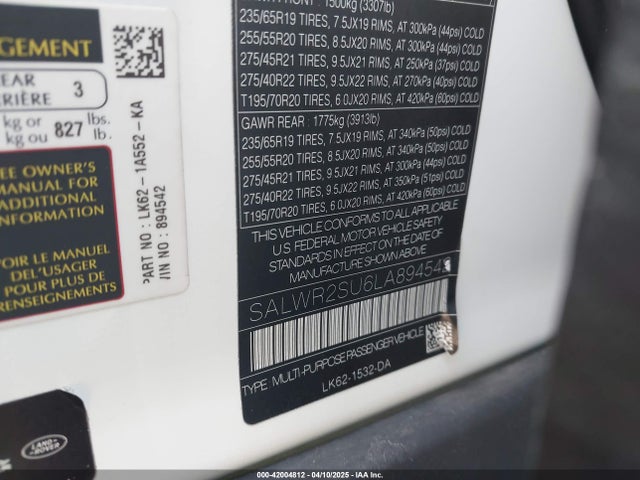 GEMENT
REAR
RIÈRE 3
kg or lbs.
kg ou 827 lb.
EE OWNER'S
MANUAL FOR
ADDITIONAL
INFORMATION
OIR LE MANUEL
DEL'USAGER
POUR PLUS DE
RENSEIGNEMENTS
PART NO : LK62-1A552-KA
VIN NO : 894542
FRONT : 1500kg (3307lb)
235/65R19 TIRES, 7.5JX19 RIMS, AT 300kPa (44psi) COLD
255/55R20 TIRES, 8.5JX20 RIMS, AT 300kPa (44psi) COLD
275/45R21 TIRES, 9.5JX21 RIMS, AT 250kPa (37psi) COLD
275/40R22 TIRES, 9.5JX22 RIMS, AT 270kPa (40psi) COLD
T195/70R20 TIRES, 6.0JX20 RIMS, AT 420kPa (60psi) COLD
GAWR REAR : 1775kg (3913lb)
235/65R19 TIRES, 7.5JX19 RIMS, AT 340kPa (50psi) COLD
255/55R20 TIRES, 8.5JX20 RIMS, AT 340kPa (50psi) COLD
275/45R21 TIRES, 9.5JX21 RIMS, AT 300kPa (44psi) COLD
275/40R22 TIRES, 9.5JX22 RIMS, AT 350kPa (51psi) COLD
T195/70R20 TIRES, 6.0JX20 RIMS, AT 420kPa (60psi) COLD
THIS VEHICLE CONFORMS TO ALL APPLICABLE
U.S. FEDERAL MOTOR VEHICLE SAFETY
STANDARDS IN EFFECT ON THE DATE OF
MANUFACTURE SHOWN ABOVE.
SALWR2SU6LA894542
TYPE: MULTI-PURPOSE PASSENGER VEHICLE
LK62-1532-DA
LAND ROVER
000-42004812 - 04/10/2025 - IAA Inc.